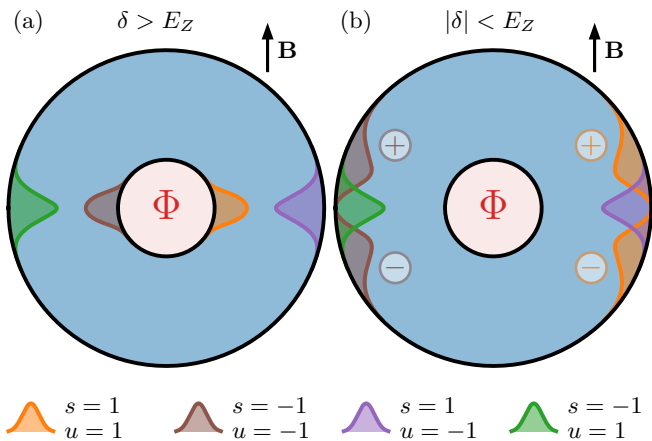 (a) δ > E_Z
B
Φ
(b) |δ| < E_Z
B
+ +
Φ
− −
s = 1
u = 1
s = −1
u = −1
s = 1
u = −1
s = −1
u = 1